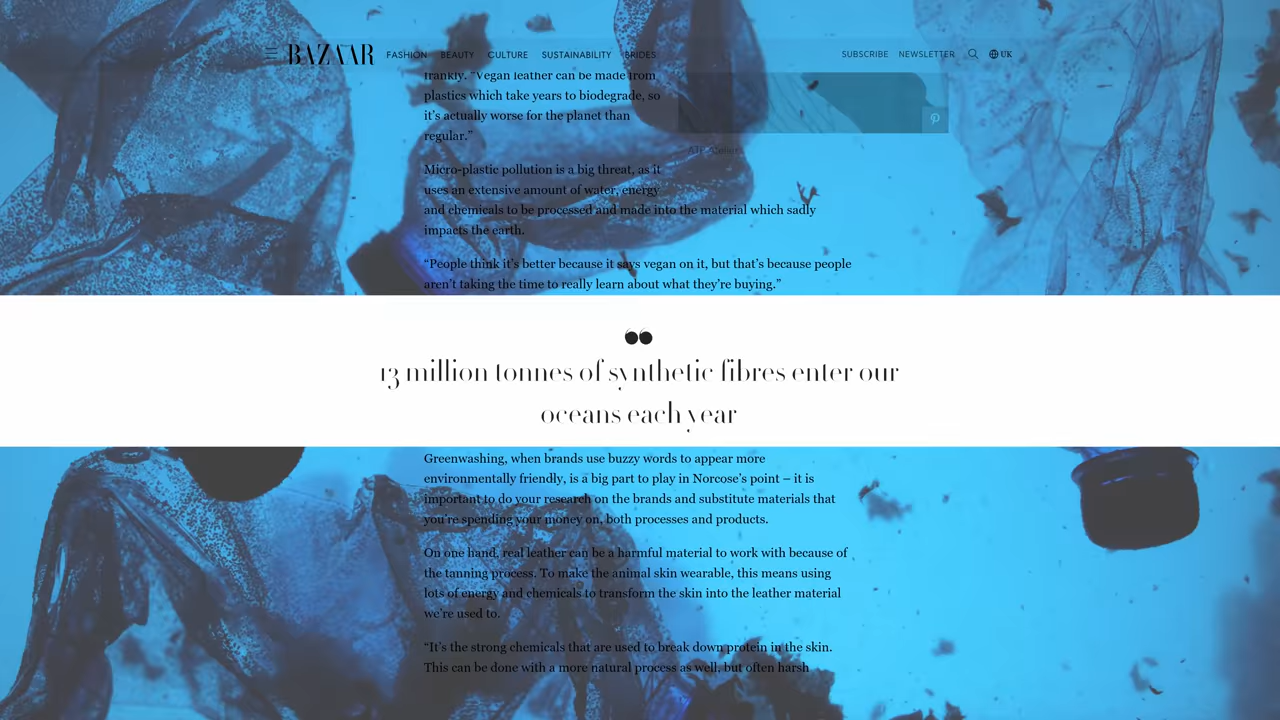 BAZAAR FASHION BEAUTY CULTURE SUSTAINABILITY BRIDES SUBSCRIBE NEWSLETTER UK
frankly. “Vegan leather can be made from
plastics which take years to biodegrade, so
it’s actually worse for the planet than
regular.”
Micro-plastic pollution is a big threat, as it
uses an extensive amount of water, energy
and chemicals to be processed and made into the material which sadly
impacts the earth.
“People think it’s better because it says vegan on it, but that’s because people
aren’t taking the time to really learn about what they’re buying.”
13 million tonnes of synthetic fibres enter our
oceans each year
Greenwashing, when brands use buzzy words to appear more
environmentally friendly, is a big part to play in Norcose’s point – it is
important to do your research on the brands and substitute materials that
you’re spending your money on, both processes and products.
On one hand, real leather can be a harmful material to work with because of
the tanning process. To make the animal skin wearable, this means using
lots of energy and chemicals to transform the skin into the leather material
we’re used to.
“It’s the strong chemicals that are used to break down protein in the skin.
This can be done with a more natural process as well, but often harsh